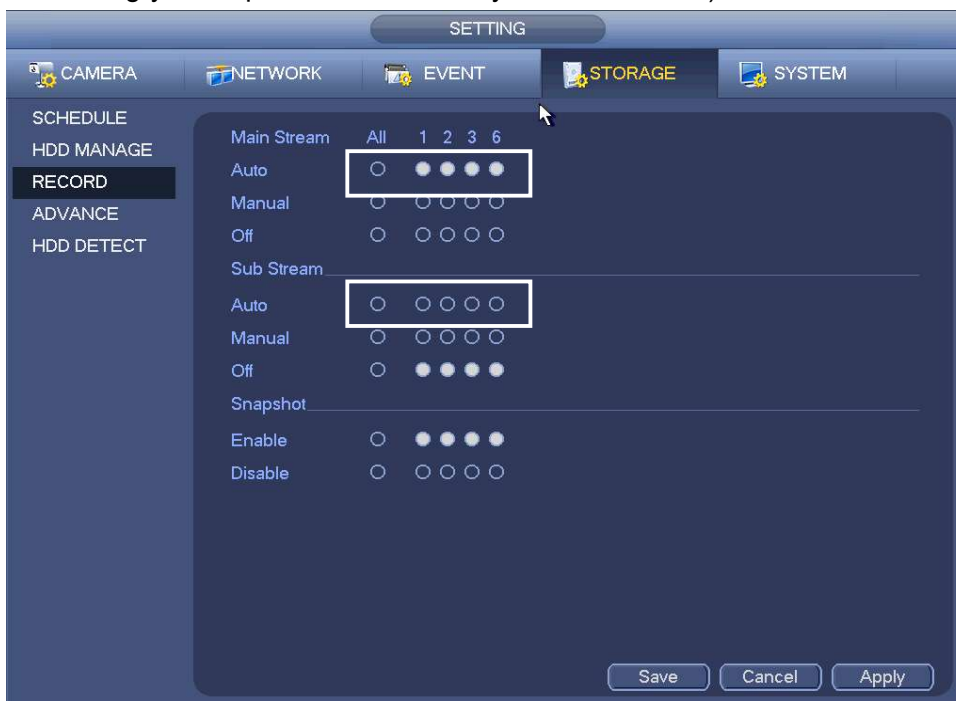 SETTING
CAMERA NETWORK EVENT STORAGE SYSTEM
SCHEDULE
HDD MANAGE
RECORD
ADVANCE
HDD DETECT
Main Stream All 1 2 3 6
Auto
Manual
Off
Sub Stream
Auto
Manual
Off
Snapshot
Enable
Disable
Save Cancel Apply